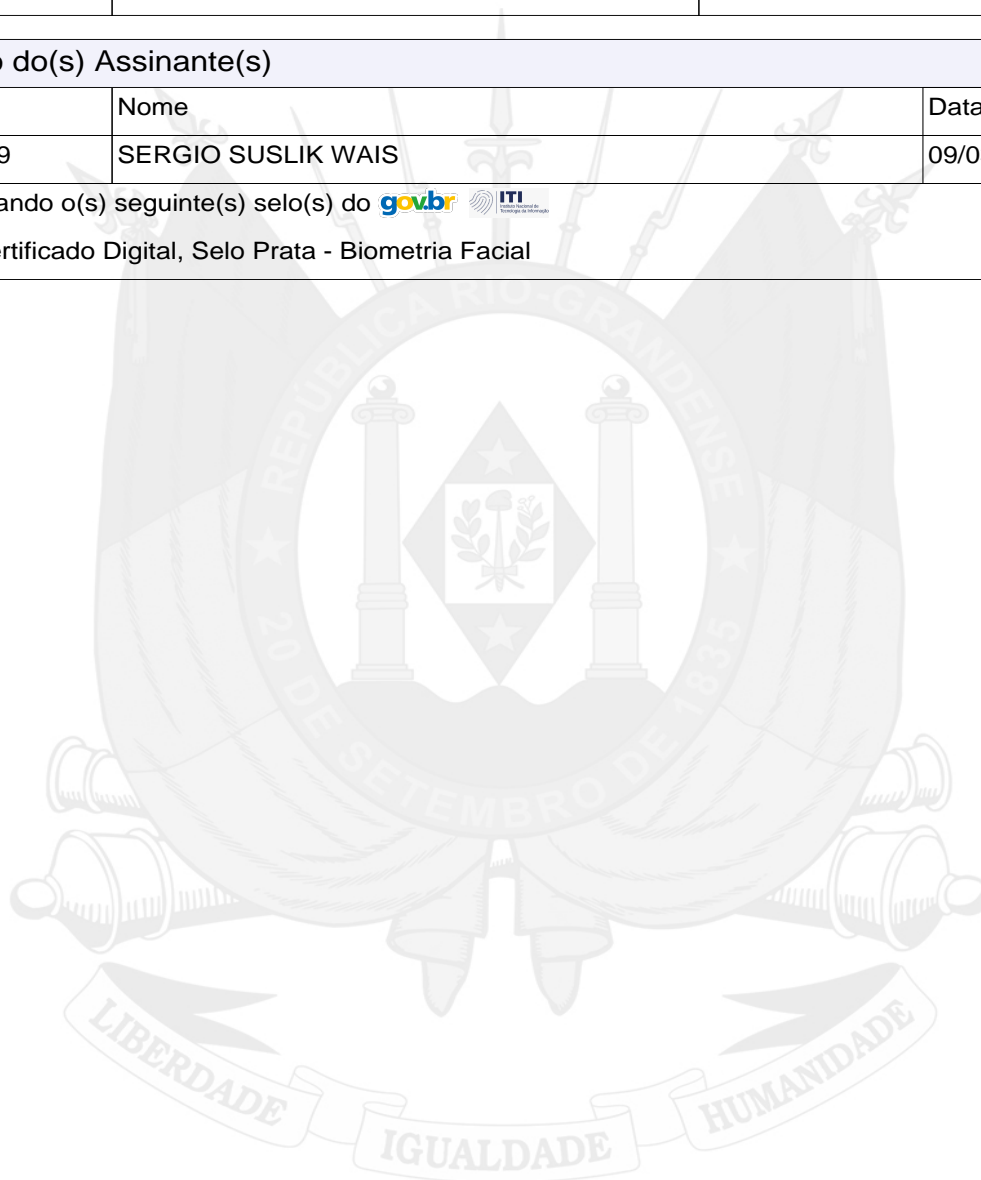 o do(s) Assinante(s)
Nome Data
9 SERGIO SUSLIK WAIS 09/0
ando o(s) seguinte(s) selo(s) do gov.br ITI
ertificado Digital, Selo Prata - Biometria Facial
REPÚBLICA RIO-GRANDENSE
20 DE SETEMBRO DE 1835
LIBERDADE IGUALDADE HUMANIDADE